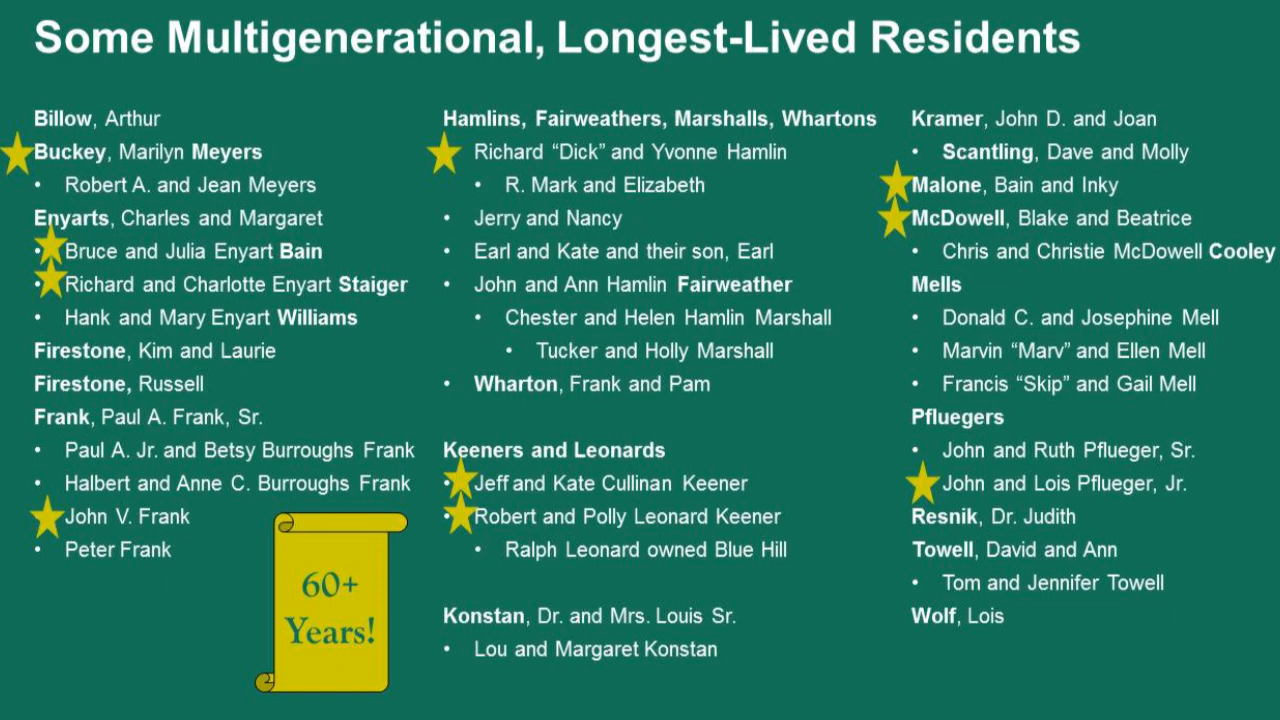 Some Multigenerational, Longest-Lived Residents
Billow, Arthur
Buckey, Marilyn Meyers
• Robert A. and Jean Meyers
Enyarts, Charles and Margaret
• Bruce and Julia Enyart Bain
• Richard and Charlotte Enyart Staiger
• Hank and Mary Enyart Williams
Firestone, Kim and Laurie
Firestone, Russell
Frank, Paul A. Frank, Sr.
• Paul A. Jr. and Betsy Burroughs Frank
• Halbert and Anne C. Burroughs Frank
John V. Frank
• Peter Frank
60+
Years!
Hamlins, Fairweathers, Marshalls, Whartons
Richard “Dick” and Yvonne Hamlin
• R. Mark and Elizabeth
• Jerry and Nancy
• Earl and Kate and their son, Earl
• John and Ann Hamlin Fairweather
• Chester and Helen Hamlin Marshall
• Tucker and Holly Marshall
• Wharton, Frank and Pam
Keeners and Leonards
• Jeff and Kate Cullinan Keener
• Robert and Polly Leonard Keener
• Ralph Leonard owned Blue Hill
Konstan, Dr. and Mrs. Louis Sr.
• Lou and Margaret Konstan
Kramer, John D. and Joan
• Scantling, Dave and Molly
Malone, Bain and Inky
McDowell, Blake and Beatrice
• Chris and Christie McDowell Cooley
Mells
• Donald C. and Josephine Mell
• Marvin “Marv” and Ellen Mell
• Francis “Skip” and Gail Mell
Pfluegers
• John and Ruth Pflueger, Sr.
John and Lois Pflueger, Jr.
Resnik, Dr. Judith
Towell, David and Ann
• Tom and Jennifer Towell
Wolf, Lois